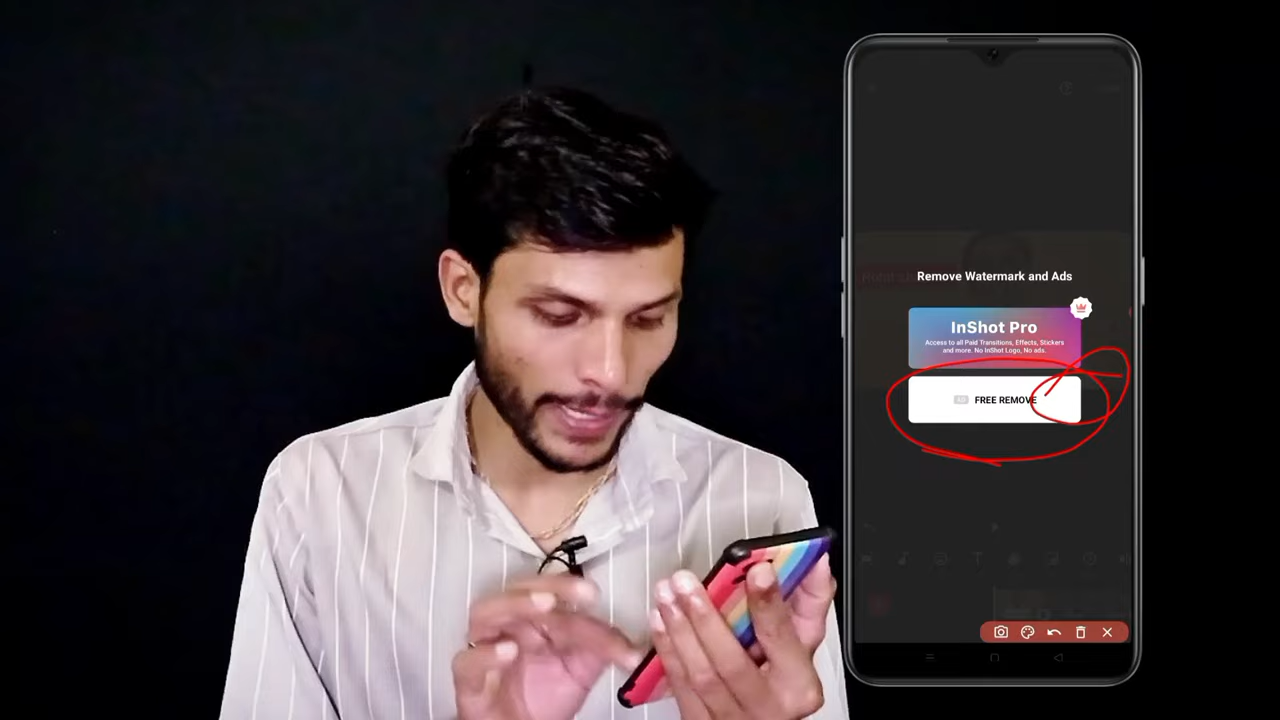 Remove Watermark and Ads
InShot Pro
Access to all Paid Transitions, Effects, Stickers
and more. No InShot Logo, No ads.
Ad FREE REMOVE